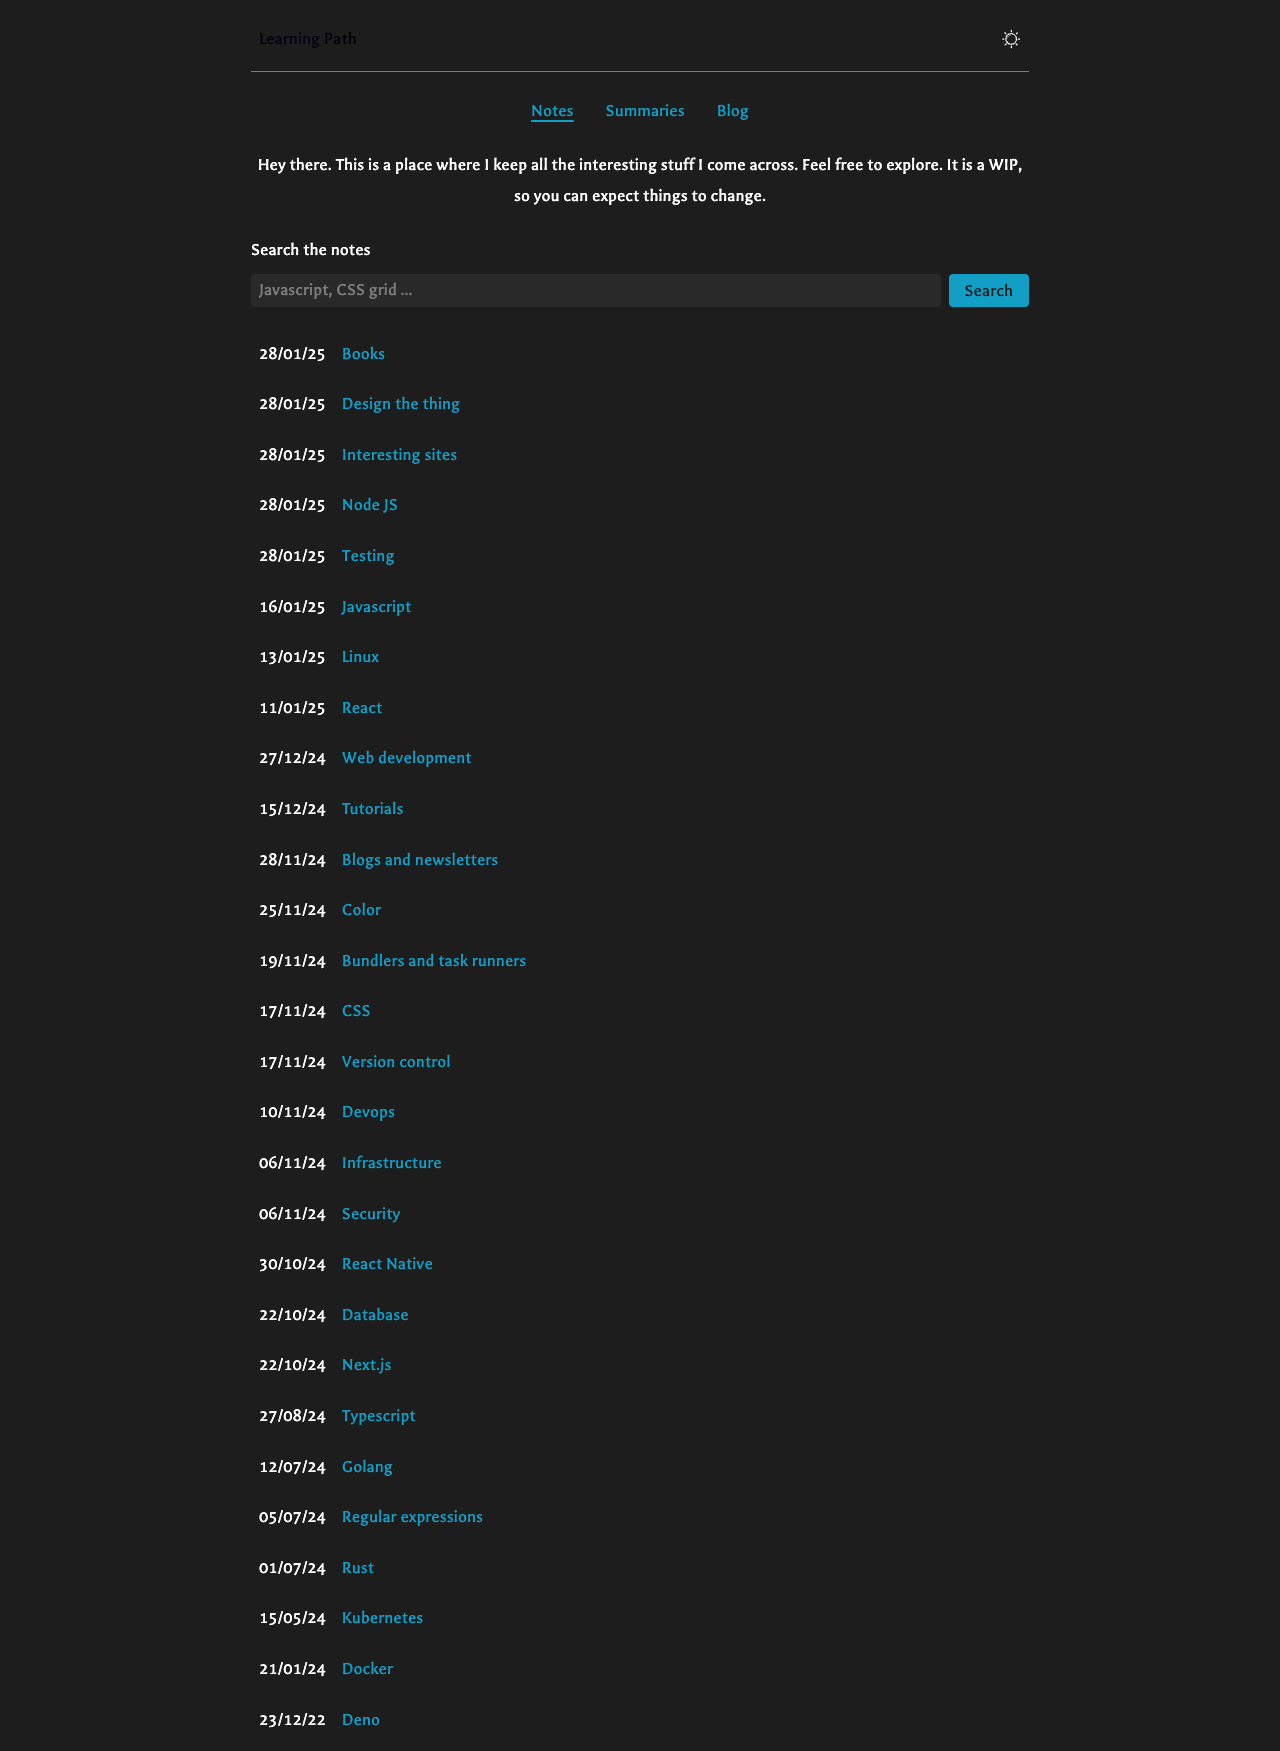 Learning Path
Notes Summaries Blog
Hey there. This is a place where I keep all the interesting stuff I come across. Feel free to explore. It is a WIP,
so you can expect things to change.
Search the notes
Javascript, CSS grid ... Search
28/01/25 Books
28/01/25 Design the thing
28/01/25 Interesting sites
28/01/25 Node JS
28/01/25 Testing
16/01/25 Javascript
13/01/25 Linux
11/01/25 React
27/12/24 Web development
15/12/24 Tutorials
28/11/24 Blogs and newsletters
25/11/24 Color
19/11/24 Bundlers and task runners
17/11/24 CSS
17/11/24 Version control
10/11/24 Devops
06/11/24 Infrastructure
06/11/24 Security
30/10/24 React Native
22/10/24 Database
22/10/24 Next.js
27/08/24 Typescript
12/07/24 Golang
05/07/24 Regular expressions
01/07/24 Rust
15/05/24 Kubernetes
21/01/24 Docker
23/12/22 Deno